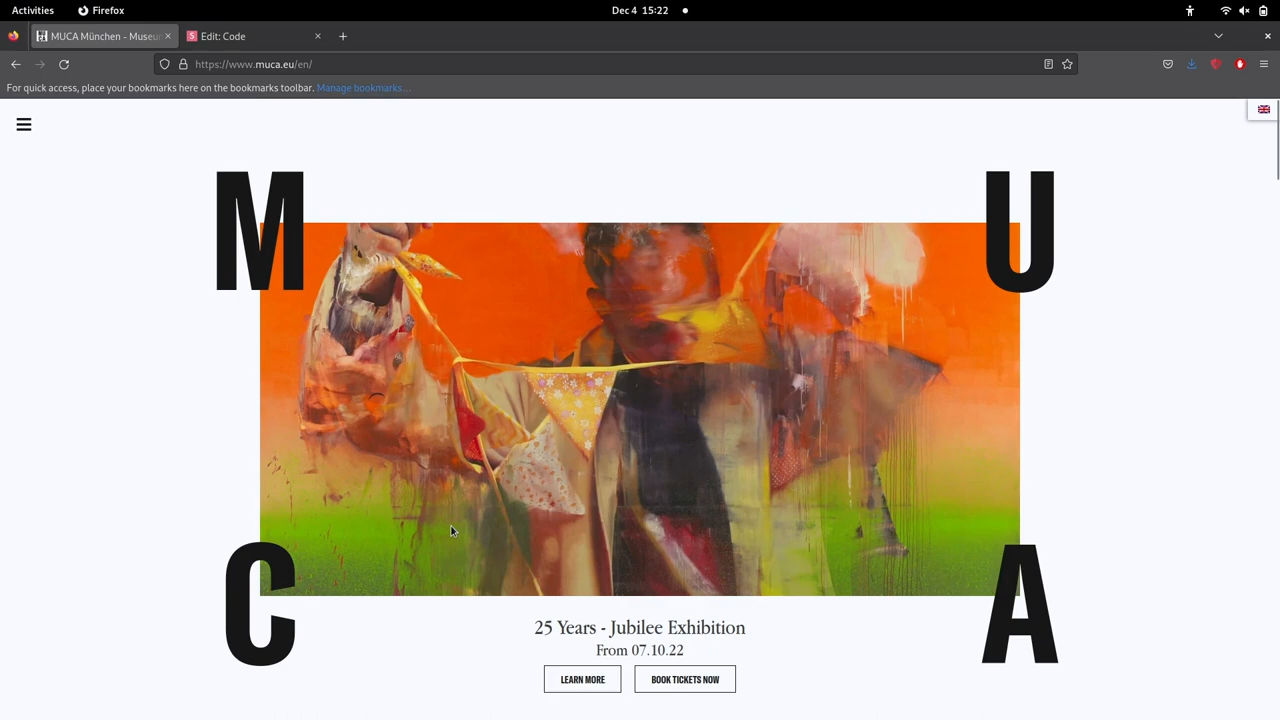 Activities
Firefox
Dec 4 15:22
MUCA München - Museu
Edit: Code
https://www.muca.eu/en/
For quick access, place your bookmarks here on the bookmarks toolbar. Manage bookmarks...
M U
C A
25 Years - Jubilee Exhibition
From 07.10.22
LEARN MORE
BOOK TICKETS NOW